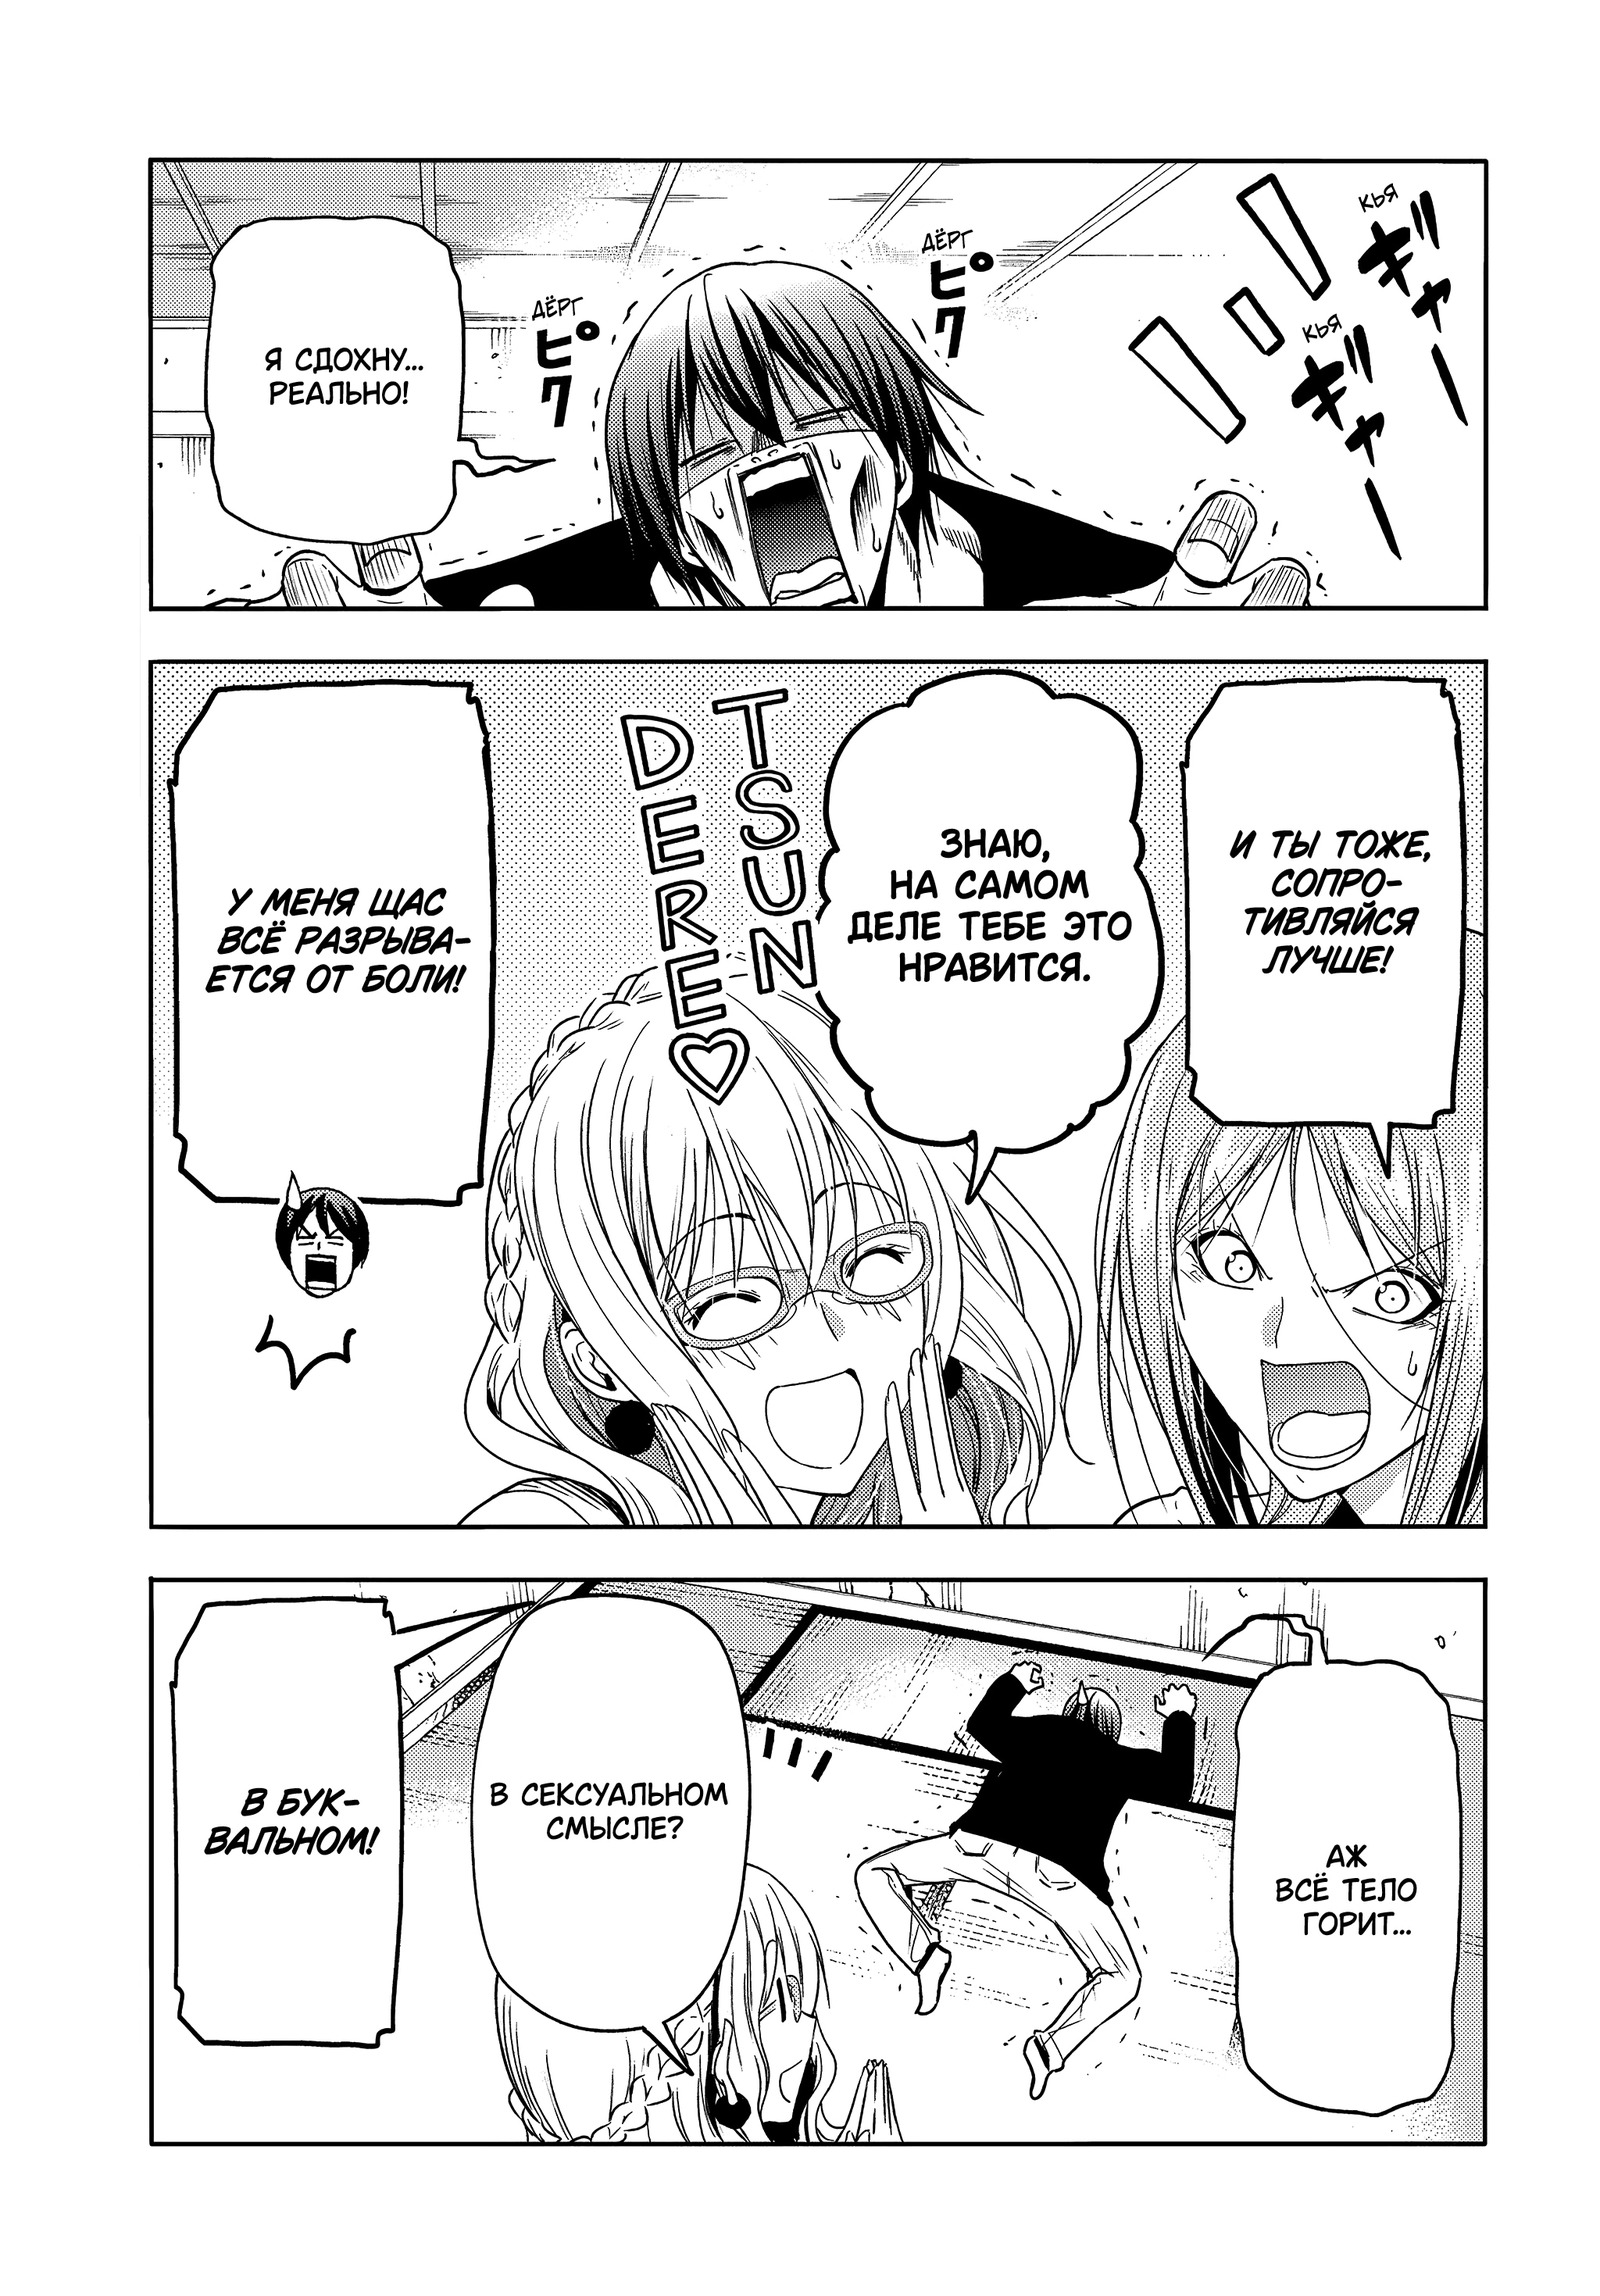 КЬЯ
ギャー
КЬЯ
ギャー
ДЁРГ
ピク
ДЁРГ
ピク
Я СДОХНУ...
РЕАЛЬНО!
И ТЫ ТОЖЕ,
СОПРО-
ТИВЛЯЙСЯ
ЛУЧШЕ!
ЗНАЮ,
НА САМОМ
ДЕЛЕ ТЕБЕ ЭТО
НРАВИТСЯ.
TSUN
DERE♡
У МЕНЯ ЩАС
ВСЁ РАЗРЫВА-
ЕТСЯ ОТ БОЛИ!
АЖ
ВСЁ ТЕЛО
ГОРИТ...
В СЕКСУАЛЬНОМ
СМЫСЛЕ?
В БУК-
ВАЛЬНОМ!